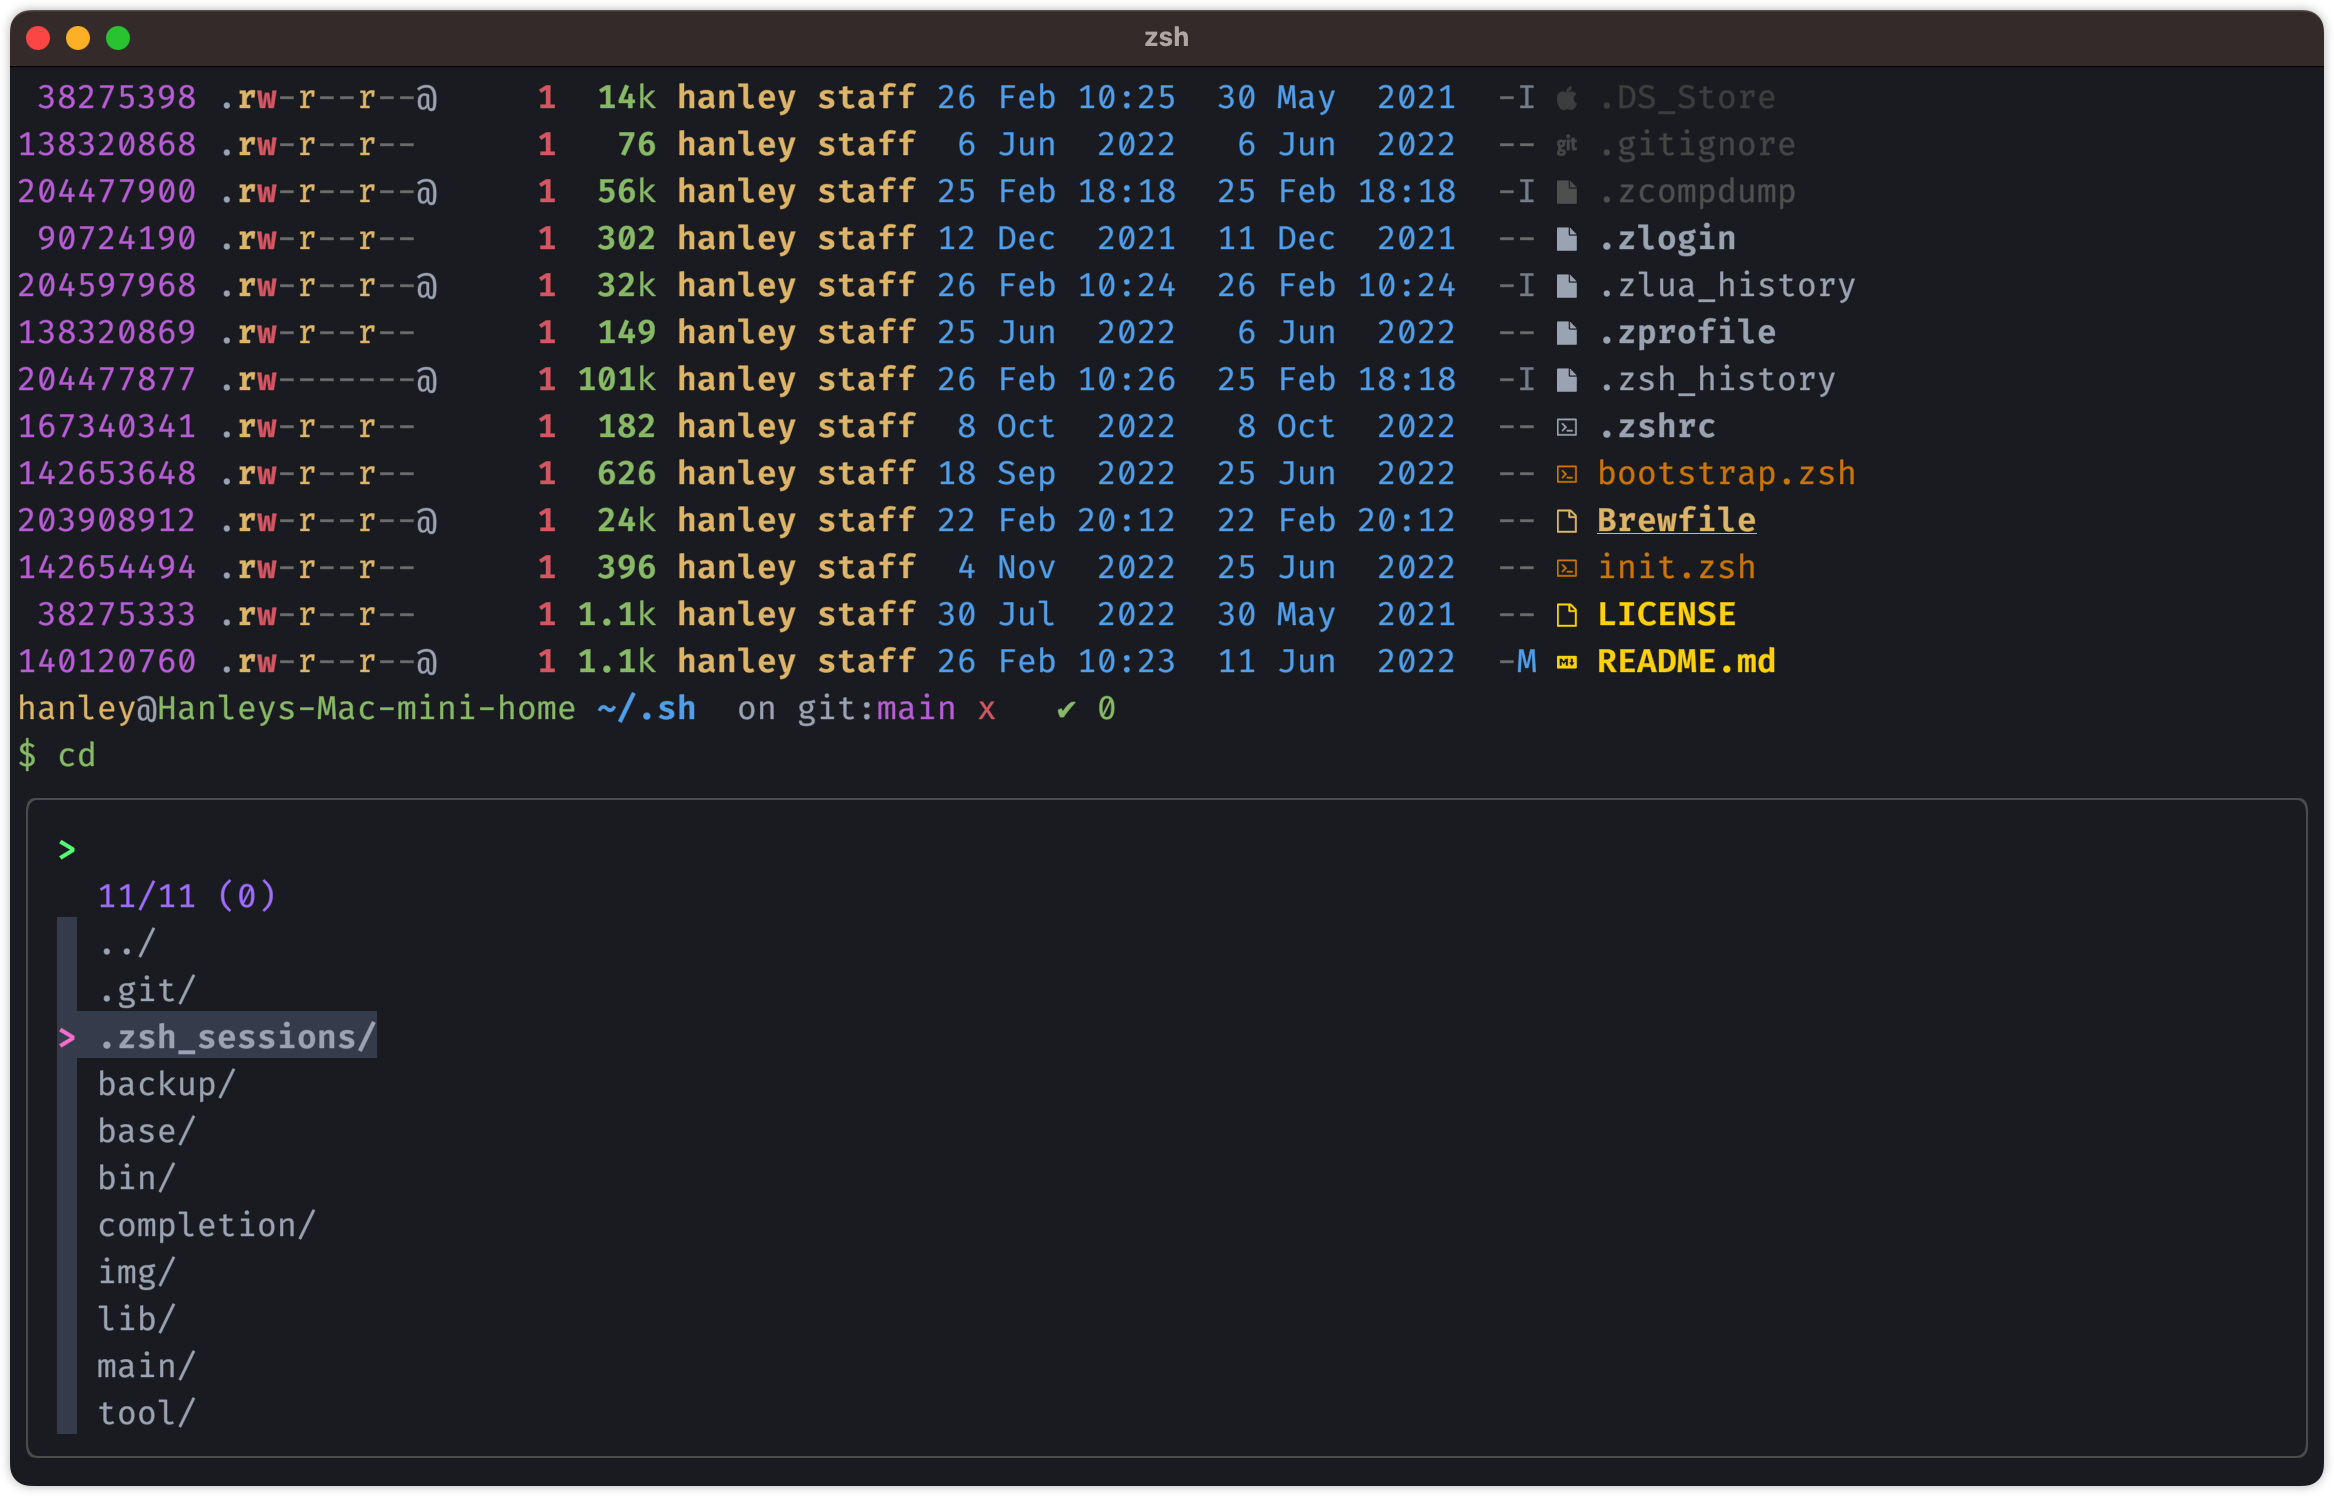 zsh
38275398 .rw-r--r--@ 1 14k hanley staff 26 Feb 10:25 30 May 2021 -I .DS_Store
138320868 .rw-r--r-- 1 76 hanley staff 6 Jun 2022 6 Jun 2022 -- git .gitignore
204477900 .rw-r--r--@ 1 56k hanley staff 25 Feb 18:18 25 Feb 18:18 -I .zcompdump
90724190 .rw-r--r-- 1 302 hanley staff 12 Dec 2021 11 Dec 2021 -- .zlogin
204597968 .rw-r--r--@ 1 32k hanley staff 26 Feb 10:24 26 Feb 10:24 -I .zlua_history
138320869 .rw-r--r-- 1 149 hanley staff 25 Jun 2022 6 Jun 2022 -- .zprofile
204477877 .rw-------@ 1 101k hanley staff 26 Feb 10:26 25 Feb 18:18 -I .zsh_history
167340341 .rw-r--r-- 1 182 hanley staff 8 Oct 2022 8 Oct 2022 -- .zshrc
142653648 .rw-r--r-- 1 626 hanley staff 18 Sep 2022 25 Jun 2022 -- bootstrap.zsh
203908912 .rw-r--r--@ 1 24k hanley staff 22 Feb 20:12 22 Feb 20:12 -- Brewfile
142654494 .rw-r--r-- 1 396 hanley staff 4 Nov 2022 25 Jun 2022 -- init.zsh
38275333 .rw-r--r-- 1 1.1k hanley staff 30 Jul 2022 30 May 2021 -- LICENSE
140120760 .rw-r--r--@ 1 1.1k hanley staff 26 Feb 10:23 11 Jun 2022 -M README.md
hanley@Hanleys-Mac-mini-home ~/.sh on git:main x ✔ 0
$ cd
>
11/11 (0)
../
.git/
> .zsh_sessions/
backup/
base/
bin/
completion/
img/
lib/
main/
tool/